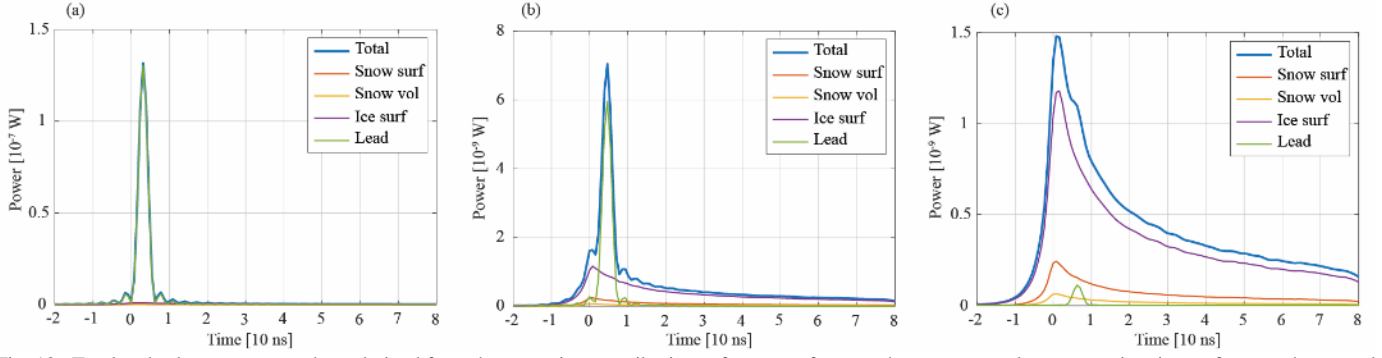 (a)
1.5
1
0.5
0
Power [10⁻⁷ W]
-2 -1 0 1 2 3 4 5 6 7 8
Time [10 ns]
Total
Snow surf
Snow vol
Ice surf
Lead
(b)
8
6
4
2
0
Power [10⁻⁹ W]
-2 -1 0 1 2 3 4 5 6 7 8
Time [10 ns]
Total
Snow surf
Snow vol
Ice surf
Lead
(c)
1.5
1
0.5
0
Power [10⁻⁹ W]
-2 -1 0 1 2 3 4 5 6 7 8
Time [10 ns]
Total
Snow surf
Snow vol
Ice surf
Lead